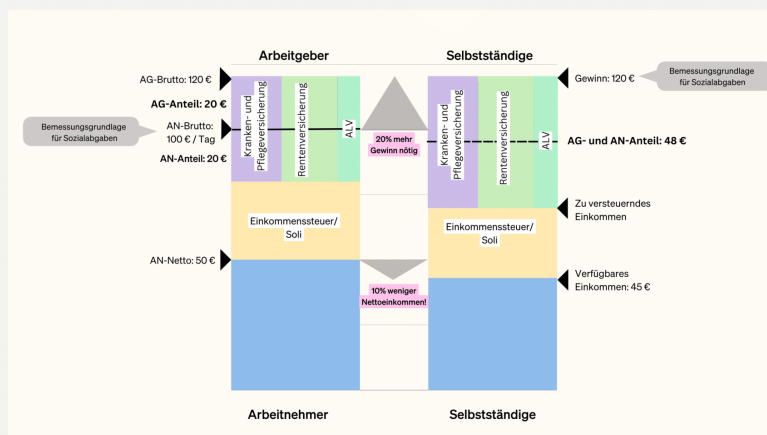 Arbeitgeber
Selbstständige
AG-Brutto: 120 €
AG-Anteil: 20 €
Bemessungsgrundlage
für Sozialabgaben
AN-Brutto:
100 € / Tag
AN-Anteil: 20 €
Kranken- und
Pflegeversicherung
Rentenversicherung
ALV
20% mehr
Gewinn nötig
Kranken- und
Pflegeversicherung
Rentenversicherung
ALV
Gewinn: 120 €
Bemessungsgrundlage
für Sozialabgaben
AG- und AN-Anteil: 48 €
Zu versteuerndes
Einkommen
Einkommenssteuer/
Soli
Einkommenssteuer/
Soli
AN-Netto: 50 €
10% weniger
Nettoeinkommen!
Verfügbares
Einkommen: 45 €
Arbeitnehmer
Selbstständige